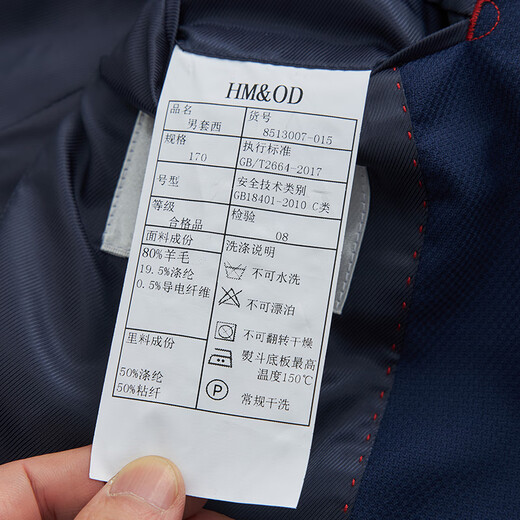 HM&OD
品名
男套西
货号
8513007-015
规格
170
执行标准
GB/T2664-2017
号型
安全技术类别
GB18401-2010 C类
等级
合格品
检验
08
面料成份
80%羊毛
19.5%涤纶
0.5%导电纤维
洗涤说明
不可水洗
不可漂泊
不可翻转干燥
熨斗底板最高
温度150℃
P
常规干洗
里料成份
50%涤纶
50%粘纤